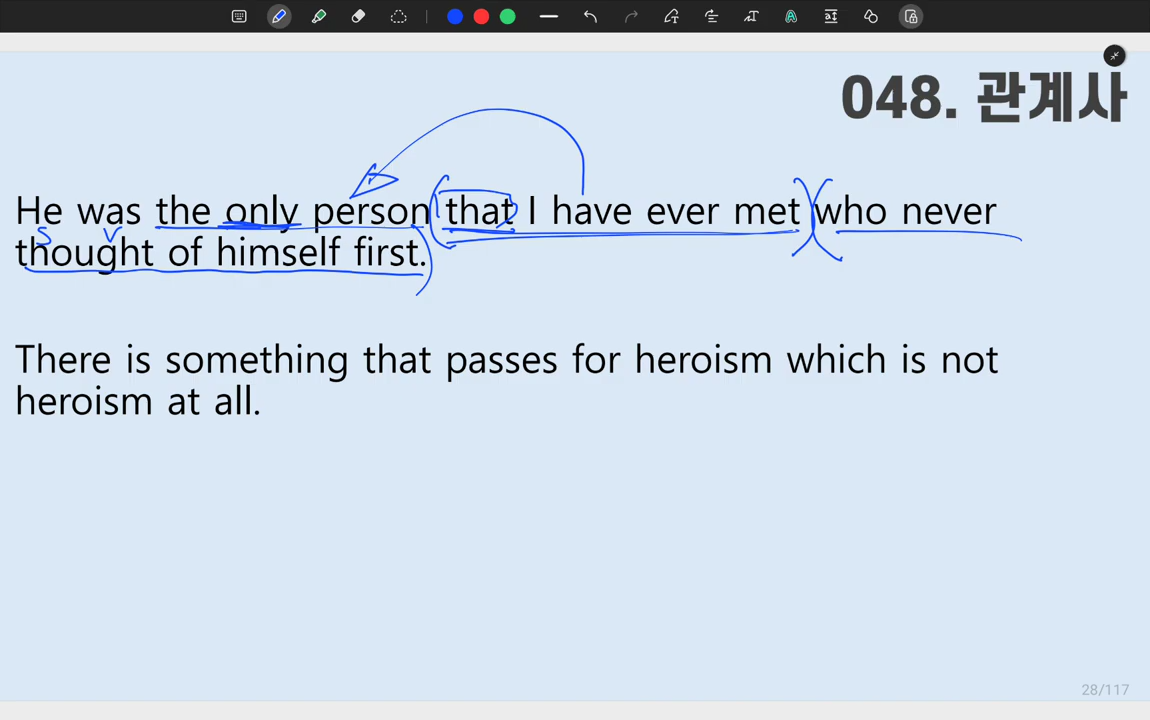 048. 관계사
He was the only person that I have ever met who never
S V
thought of himself first.
There is something that passes for heroism which is not
heroism at all.
28/117